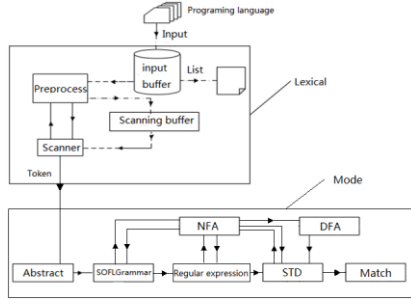 Programing language
Input
input
buffer
List
Preprocess
Lexical
Scanning buffer
Scanner
Token
Mode
NFA
DFA
Abstract
SOFLGrammar
Regular expression
STD
Match